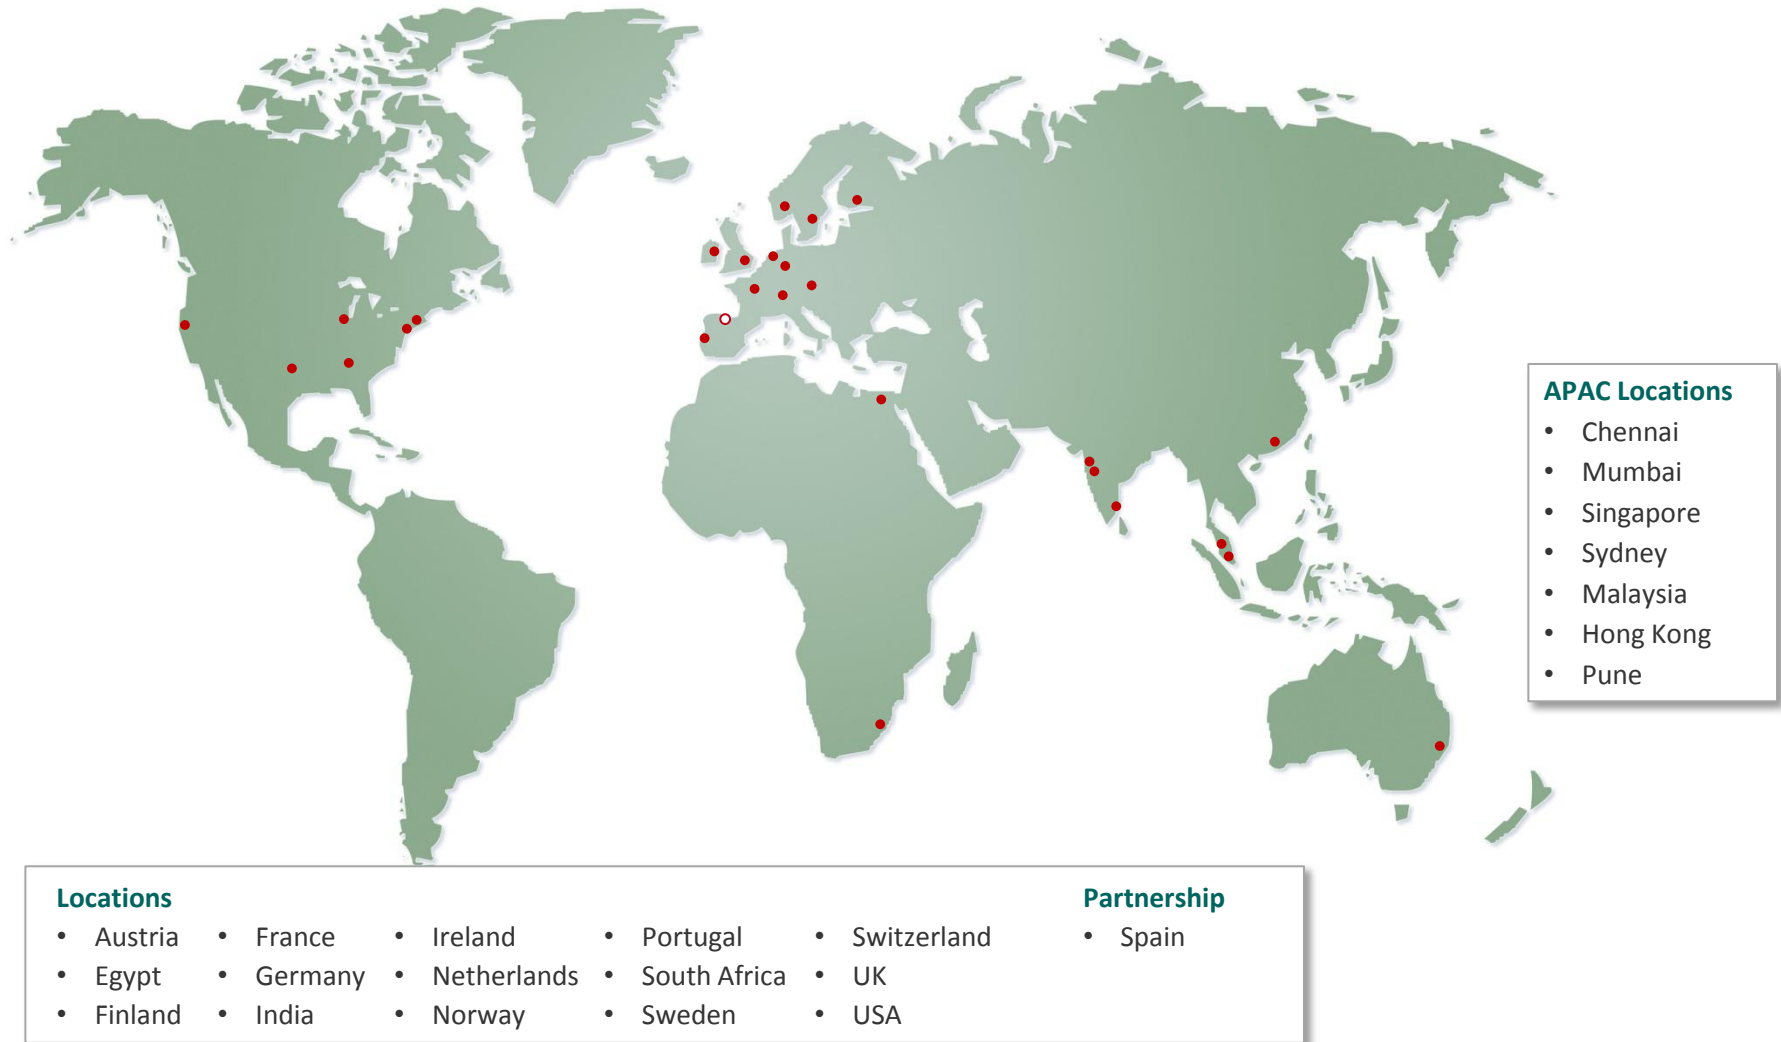 APAC Locations
• Chennai
• Mumbai
• Singapore
• Sydney
• Malaysia
• Hong Kong
• Pune
Locations
• Austria
• Egypt
• Finland
• France
• Germany
• India
• Ireland
• Netherlands
• Norway
• Portugal
• South Africa
• Sweden
• Switzerland
• UK
• USA
Partnership
• Spain